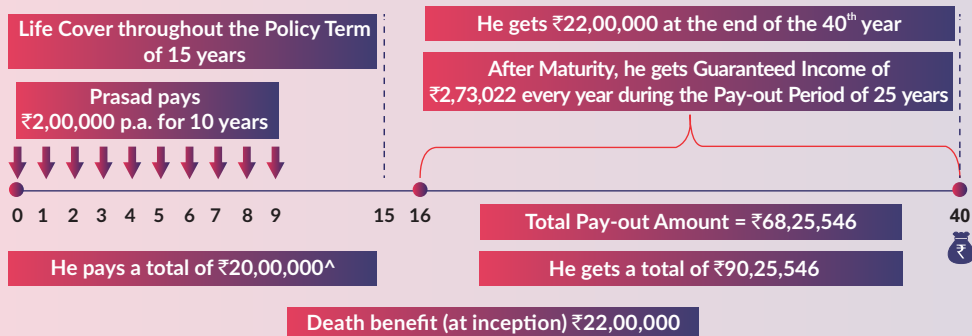 Life Cover throughout the Policy Term
of 15 years
He gets ₹22,00,000 at the end of the 40th year
After Maturity, he gets Guaranteed Income of
₹2,73,022 every year during the Pay-out Period of 25 years
Prasad pays
₹2,00,000 p.a. for 10 years
0 1 2 3 4 5 6 7 8 9 15 16 40
Total Pay-out Amount = ₹68,25,546
₹
He pays a total of ₹20,00,000^
He gets a total of ₹90,25,546
Death benefit (at inception) ₹22,00,000